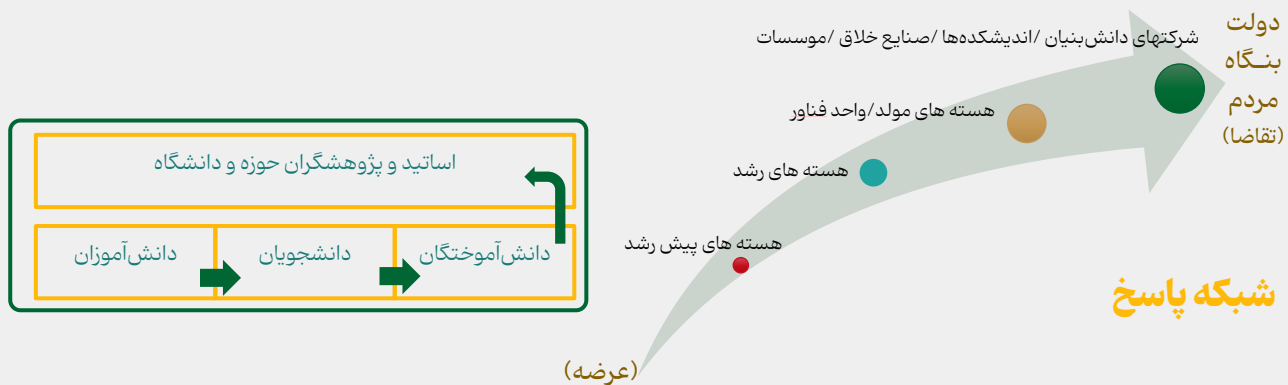 دولت
بنـگاه
مردم
(تقاضا)
شرکتهای دانش‌بنیان /اندیشکده‌ها /صنایع خلاق /موسسات
هسته های مولد/واحد فناور
هسته های رشد
هسته های پیش رشد
(عرضه)
شبکه پاسخ
اساتید و پژوهشگران حوزه و دانشگاه
دانش‌آموختگان
دانشجویان
دانش‌آموزان